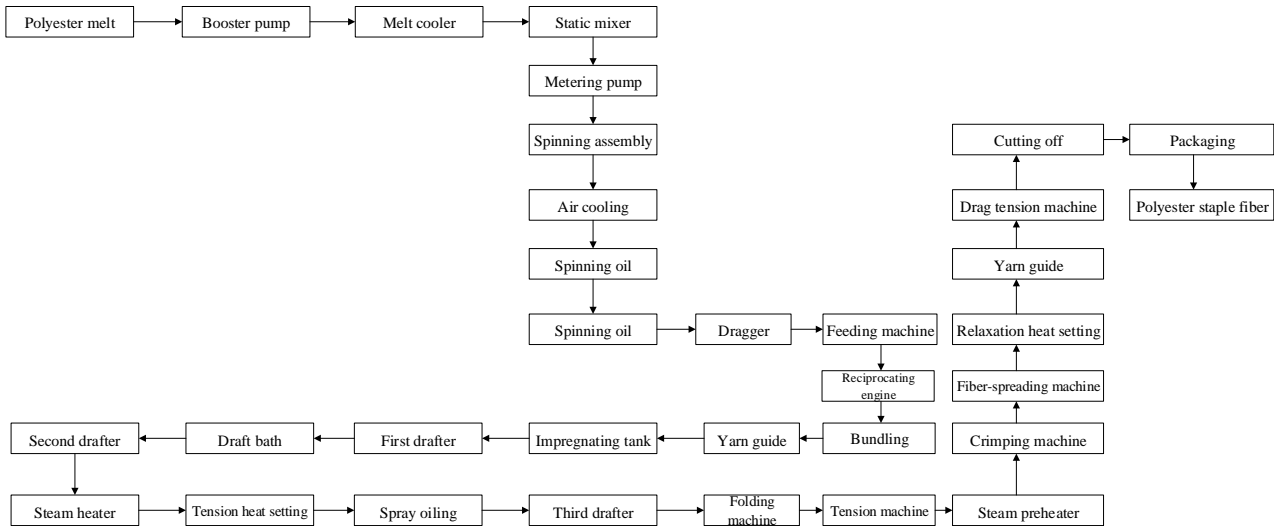 Polyester melt
Booster pump
Melt cooler
Static mixer
Metering pump
Spinning assembly
Air cooling
Spinning oil
Spinning oil
Dragger
Feeding machine
Reciprocating
engine
Bundling
Yarn guide
Impregnating tank
First drafter
Draft bath
Second drafter
Steam heater
Tension heat setting
Spray oiling
Third drafter
Folding
machine
Tension machine
Steam preheater
Crimping machine
Fiber-spreading machine
Relaxation heat setting
Yarn guide
Drag tension machine
Cutting off
Packaging
Polyester staple fiber